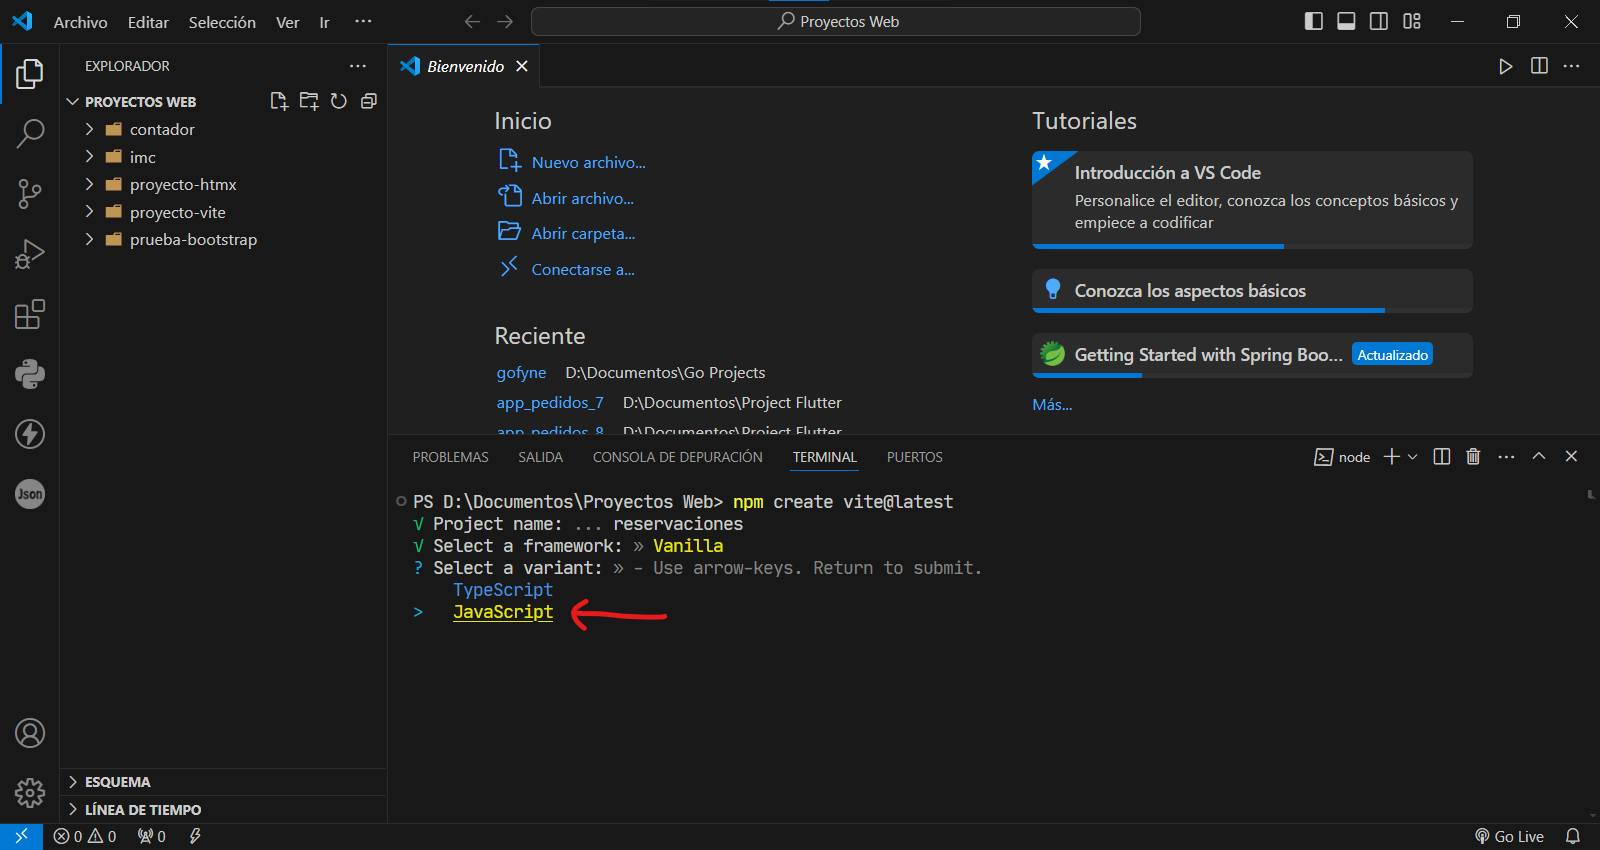 Archivo Editar Selección Ver Ir ···
Proyectos Web
EXPLORADOR
PROYECTOS WEB
contador
imc
proyecto-htmx
proyecto-vite
prueba-bootstrap
ESQUEMA
LÍNEA DE TIEMPO
Bienvenido
Inicio
Nuevo archivo...
Abrir archivo...
Abrir carpeta...
Conectarse a...
Reciente
gofyne D:\Documentos\Go Projects
app_pedidos_7 D:\Documentos\Project Flutter
app_pedidos_8 D:\Documentos\Project Flutter
Tutoriales
Introducción a VS Code
Personalice el editor, conozca los conceptos básicos y
empiece a codificar
Conozca los aspectos básicos
Getting Started with Spring Boo... Actualizado
Más...
PROBLEMAS SALIDA CONSOLA DE DEPURACIÓN TERMINAL PUERTOS
node
PS D:\Documentos\Proyectos Web> npm create vite@latest
√ Project name: ... reservaciones
√ Select a framework: » Vanilla
? Select a variant: » - Use arrow-keys. Return to submit.
TypeScript
> JavaScript
Json
0 0 0
Go Live